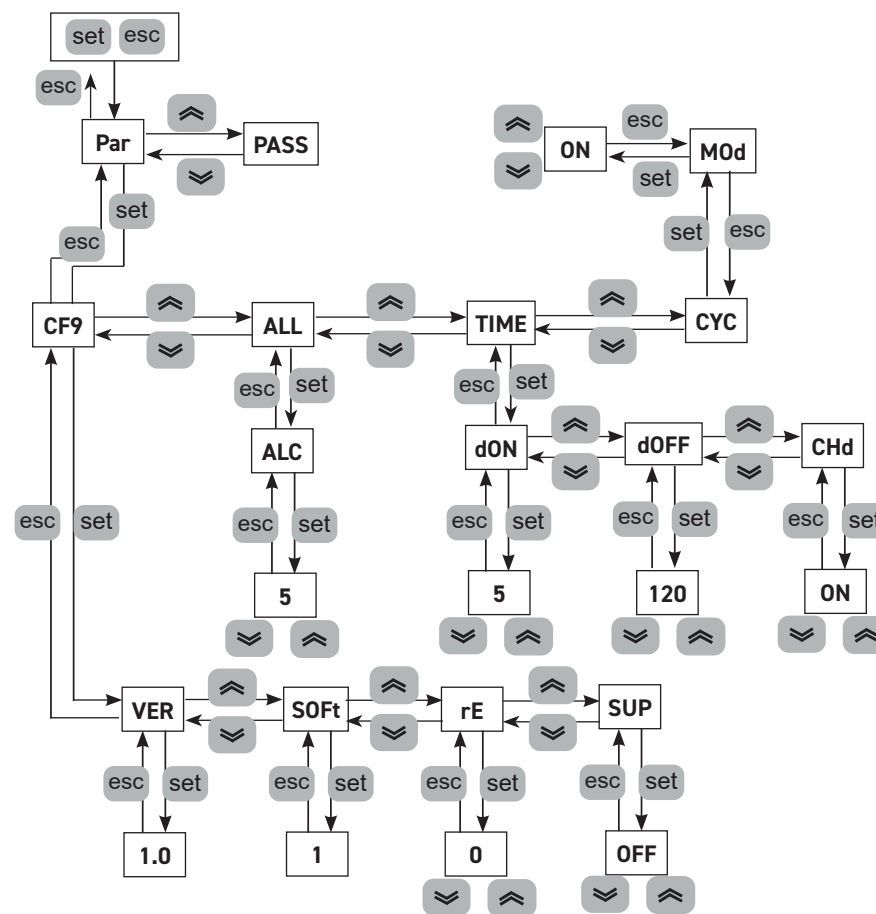 set esc
esc
Par
PASS
esc
set
ON
esc
MOd
set
set
esc
CF9
ALL
TIME
CYC
esc
set
esc
set
ALC
dON
dOFF
CHd
esc
set
esc
set
esc
set
esc
set
esc
set
5
5
120
ON
VER
SOFt
rE
SUP
esc
set
esc
set
esc
set
esc
set
1.0
1
0
OFF